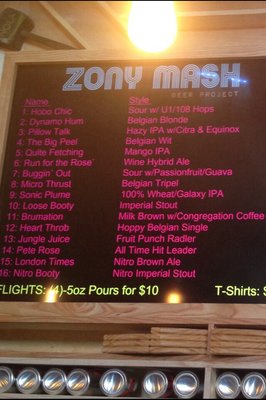 ZONY MASH
BEER PROJECT
Name Style
1: Hobo Chic Sour w/ U1/108 Hops
2: Dynamo Hum Belgian Blonde
3: Pillow Talk Hazy IPA w/Citra & Equinox
4: The Big Peel Belgian Wit
5: Quite Fetching Mango IPA
6: Run for the Rose´ Wine Hybrid Ale
7: Buggin´ Out Sour w/Passionfruit/Guava
8: Micro Thrust Belgian Tripel
9: Sonic Plume 100% Wheat/Galaxy IPA
10: Loose Booty Imperial Stout
11: Brumation Milk Brown w/Congregation Coffee
12: Heart Throb Hoppy Belgian Single
13: Jungle Juice Fruit Punch Radler
14: Pete Rose All Time Hit Leader
15: London Times Nitro Brown Ale
16: Nitro Booty Nitro Imperial Stout
FLIGHTS: (4)-5oz Pours for $10 T-Shirts: $